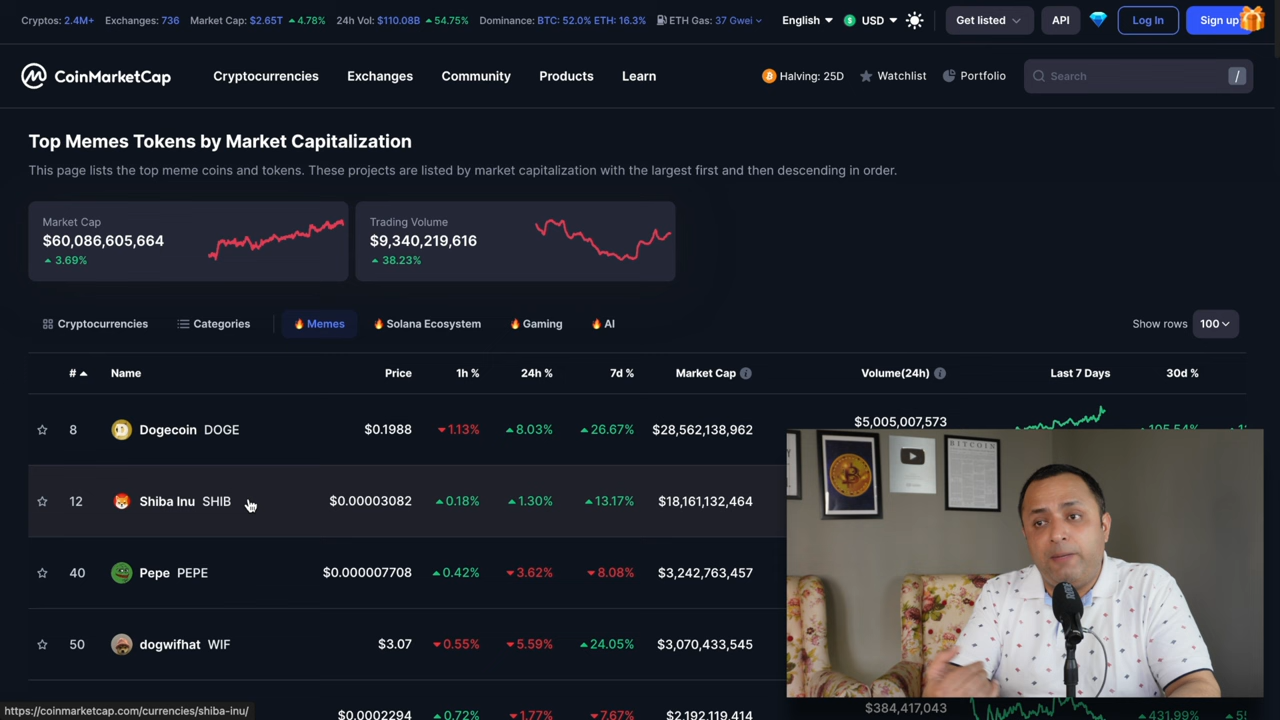 Cryptos: 2.4M+ Exchanges: 736 Market Cap: $2.65T 4.78% 24h Vol: $110.08B 54.75% Dominance: BTC: 52.0% ETH: 16.3% ETH Gas: 37 Gwei English USD Get listed API Log In Sign up
CoinMarketCap Cryptocurrencies Exchanges Community Products Learn Halving: 25D Watchlist Portfolio Search /
Top Memes Tokens by Market Capitalization
This page lists the top meme coins and tokens. These projects are listed by market capitalization with the largest first and then descending in order.
Market Cap Trading Volume
$60,086,605,664 $9,340,219,616
3.69% 38.23%
Cryptocurrencies Categories Memes Solana Ecosystem Gaming AI Show rows 100
# Name Price 1h % 24h % 7d % Market Cap Volume(24h) Last 7 Days 30d %
$5,005,007,573
8 Dogecoin DOGE $0.1988 1.13% 8.03% 26.67% $28,562,138,962 105.54%
12 Shiba Inu SHIB $0.00003082 0.18% 1.30% 13.17% $18,161,132,464
BITCOIN
40 Pepe PEPE $0.000007708 0.42% 3.62% 8.08% $3,242,763,457
50 dogwifhat WIF $3.07 0.55% 5.59% 24.05% $3,070,433,545
https://coinmarketcap.com/currencies/shiba-inu/ $0.0002294 0.72% 1.77% 7.67% $2,192,119,414 $384,417,043 431.99%